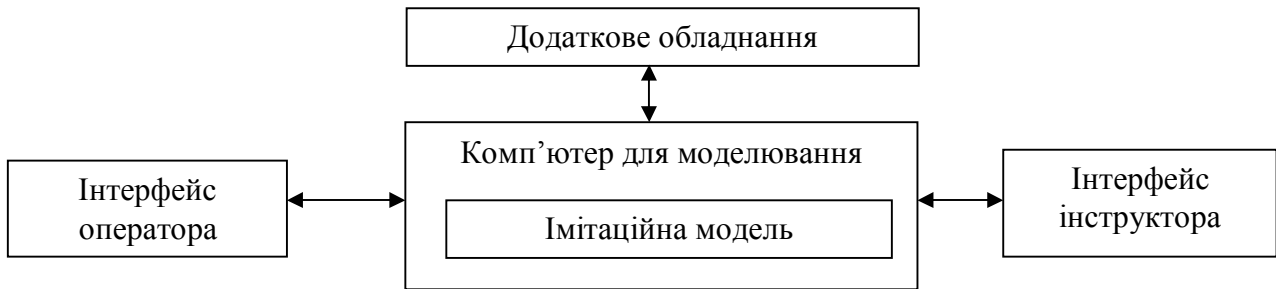 Додаткове обладнання
Комп’ютер для моделювання
Імітаційна модель
Інтерфейс
оператора
Інтерфейс
інструктора